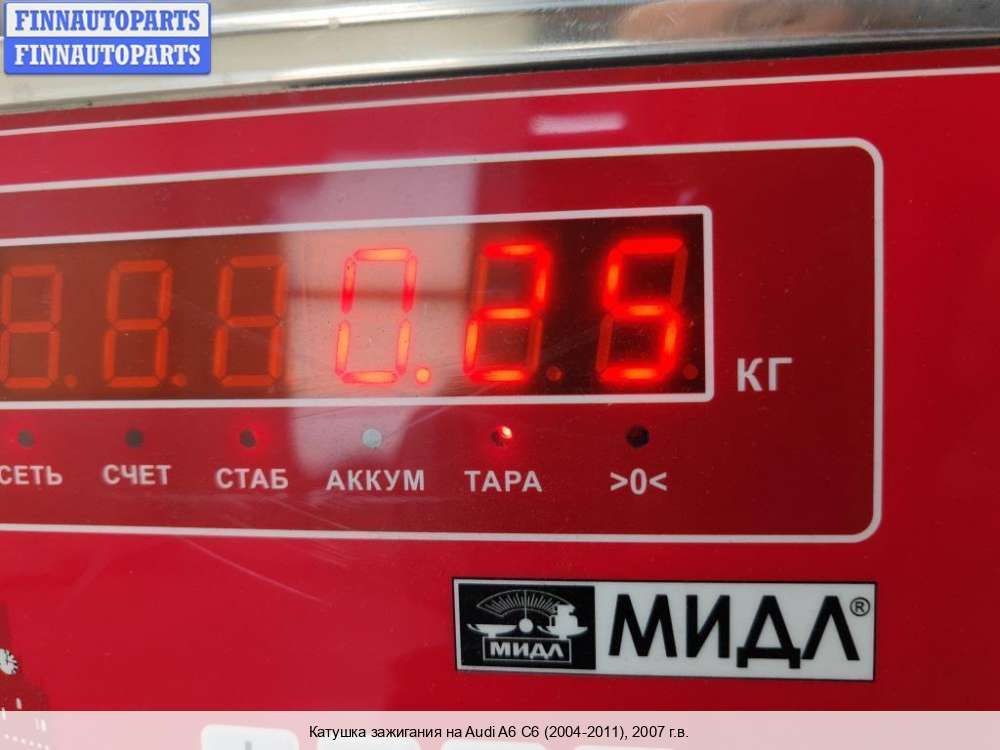 FINNAUTOPARTS
FINNAUTOPARTS
0.25
КГ
СЕТЬ СЧЕТ СТАБ АККУМ ТАРА >0<
МИДЛ МИДЛ®
Катушка зажигания на Audi A6 C6 (2004-2011), 2007 г.в.